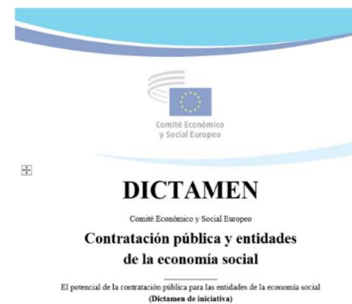 Comité Económico
y Social Europeo
DICTAMEN
Comité Económico y Social Europeo
Contratación pública y entidades
de la economía social
El potencial de la contratación pública para las entidades de la economía social
(Dictamen de iniciativa)